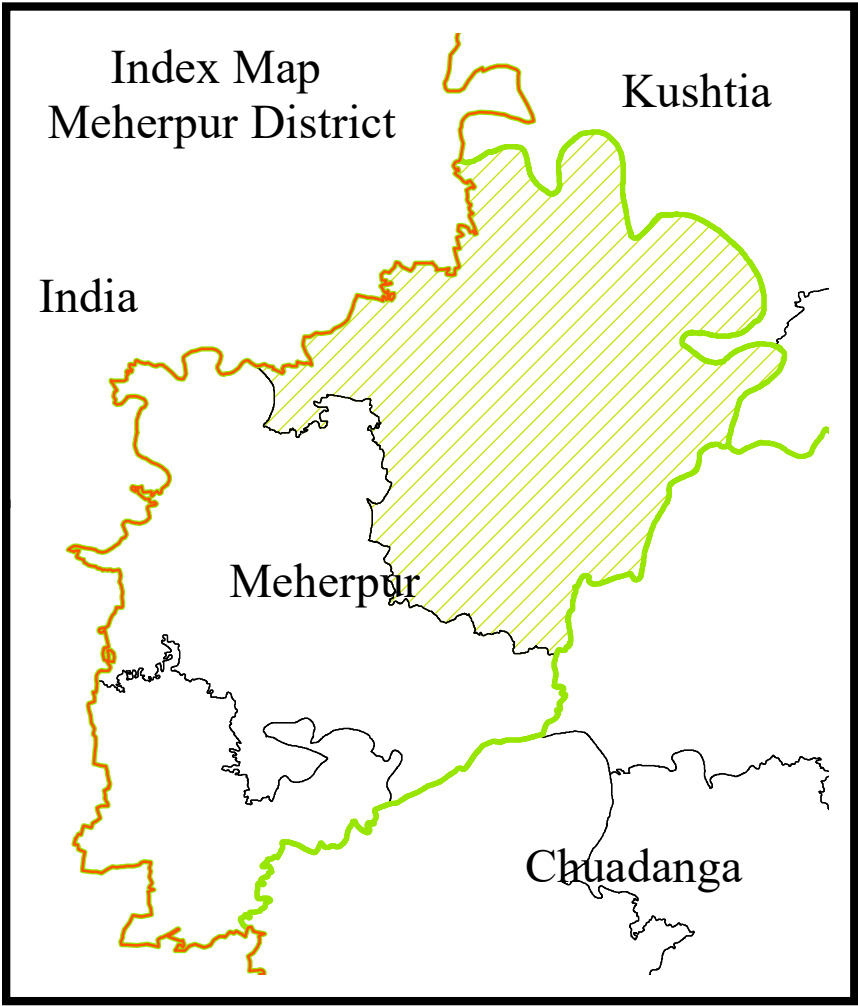 Index Map
Meherpur District
Kushtia
India
Meherpur
Chuadanga